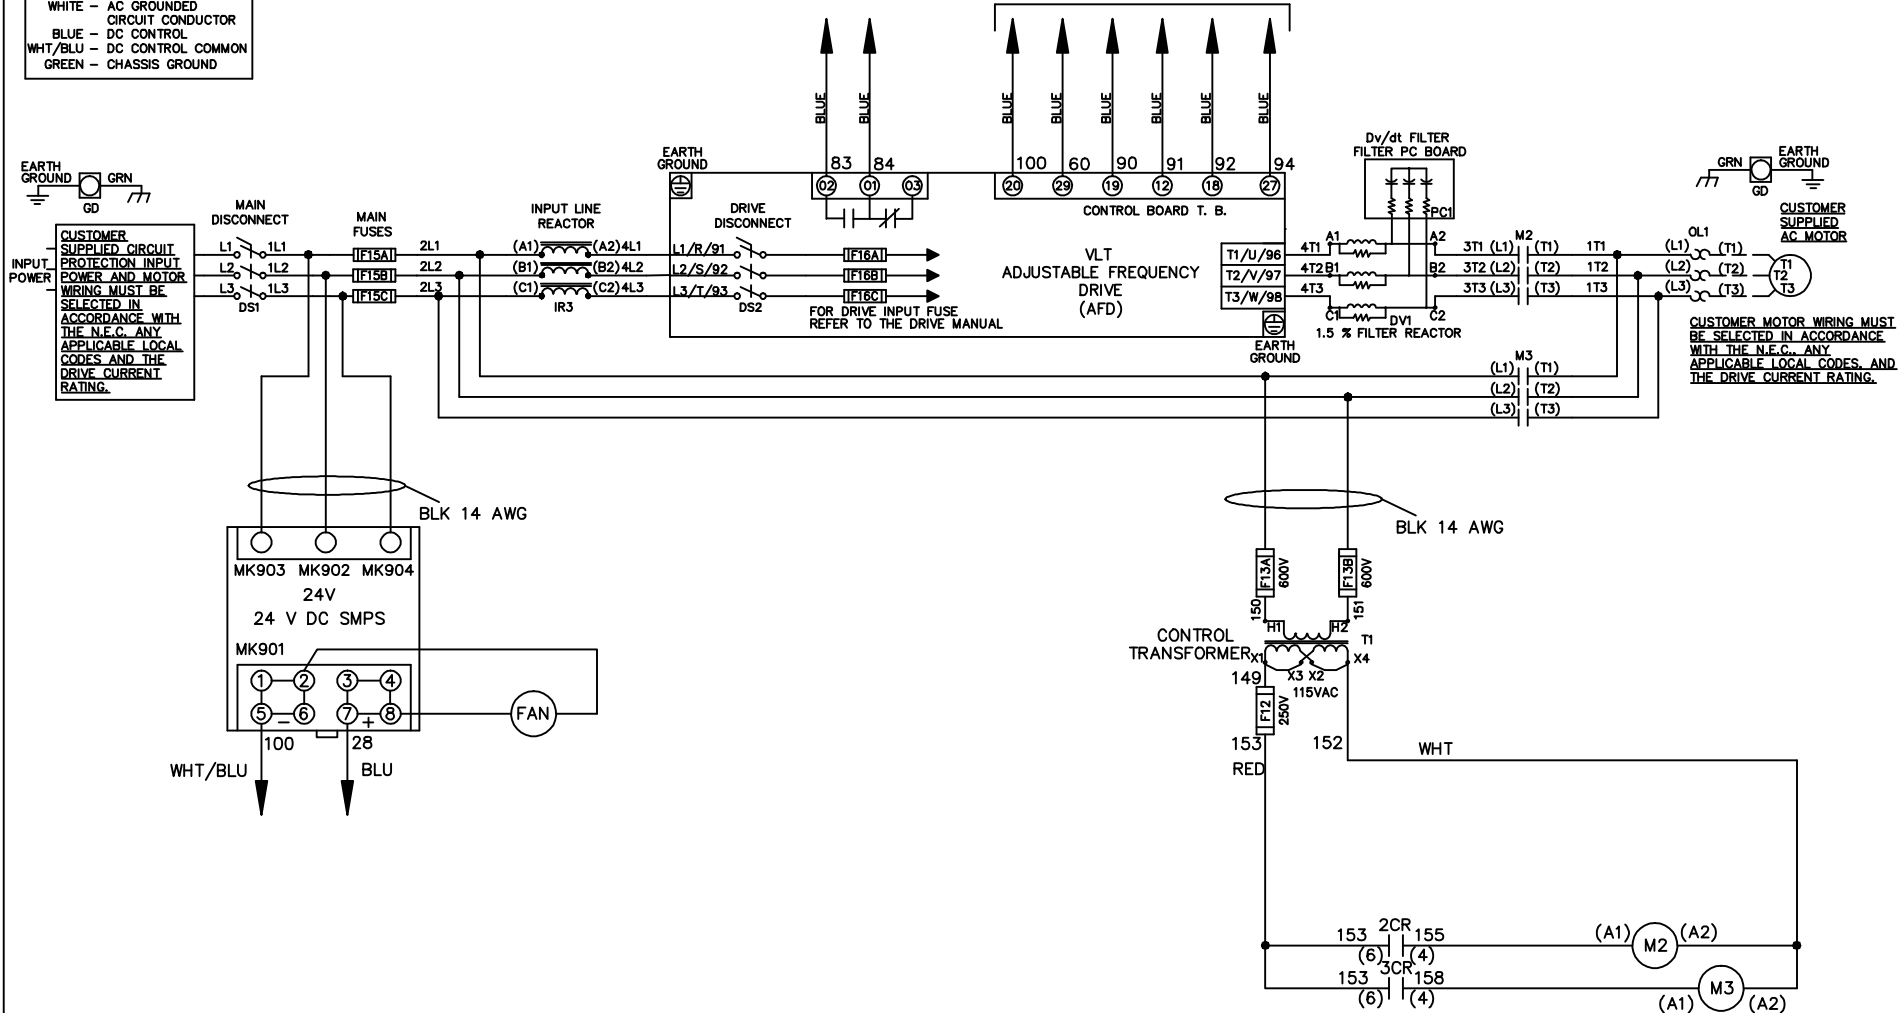 WHITE – AC GROUNDED
CIRCUIT CONDUCTOR
BLUE – DC CONTROL
WHT/BLU – DC CONTROL COMMON
GREEN – CHASSIS GROUND
BLUE
BLUE
BLUE
BLUE
BLUE
BLUE
BLUE
BLUE
EARTH
GROUND
GRN
GD
CUSTOMER
SUPPLIED CIRCUIT
PROTECTION INPUT
POWER AND MOTOR
WIRING MUST BE
SELECTED IN
ACCORDANCE WITH
THE N.E.C. ANY
APPLICABLE LOCAL
CODES AND THE
DRIVE CURRENT
RATING.
INPUT
POWER
MAIN
DISCONNECT
L1 1L1
L2 1L2
L3 1L3
DS1
MAIN
FUSES
F15A
F15B
F15C
2L1
2L2
2L3
INPUT LINE
REACTOR
(A1) (A2) 4L1
(B1) (B2) 4L2
(C1) (C2) 4L3
IR3
EARTH
GROUND
83 84
02 01 03
DRIVE
DISCONNECT
L1/R/91
L2/S/92
L3/T/93
DS2
F16A
F16B
F16C
FOR DRIVE INPUT FUSE
REFER TO THE DRIVE MANUAL
100 60 90 91 92 94
20 29 19 12 18 27
CONTROL BOARD T. B.
VLT
ADJUSTABLE FREQUENCY
DRIVE
(AFD)
T1/U/96
T2/V/97
T3/W/98
EARTH
GROUND
Dv/dt FILTER
FILTER PC BOARD
PC1
4T1 A1 A2
4T2 B1 B2
4T3 C1 C2
DV1
1.5 % FILTER REACTOR
M2
3T1 (L1) (T1) 1T1
3T2 (L2) (T2) 1T2
3T3 (L3) (T3) 1T3
M3
(L1) (T1)
(L2) (T2)
(L3) (T3)
OL1
(L1) (T1)
(L2) (T2)
(L3) (T3)
T1
T2
T3
GRN
EARTH
GROUND
GD
CUSTOMER
SUPPLIED
AC MOTOR
CUSTOMER MOTOR WIRING MUST
BE SELECTED IN ACCORDANCE
WITH THE N.E.C., ANY
APPLICABLE LOCAL CODES, AND
THE DRIVE CURRENT RATING.
BLK 14 AWG
MK903 MK902 MK904
24V
24 V DC SMPS
MK901
1 2 3 4
5 – 6 7 + 8
FAN
100 28
WHT/BLU BLU
BLK 14 AWG
F13A
600V
F13B
600V
150
151
H1 H2
T1
CONTROL
TRANSFORMER
X1 X4
X3 X2
115VAC
149
F12
250V
153
RED
152
WHT
2CR
153 155
(6) (4)
(A1) M2 (A2)
3CR
153 158
(6) (4)
(A1) M3 (A2)